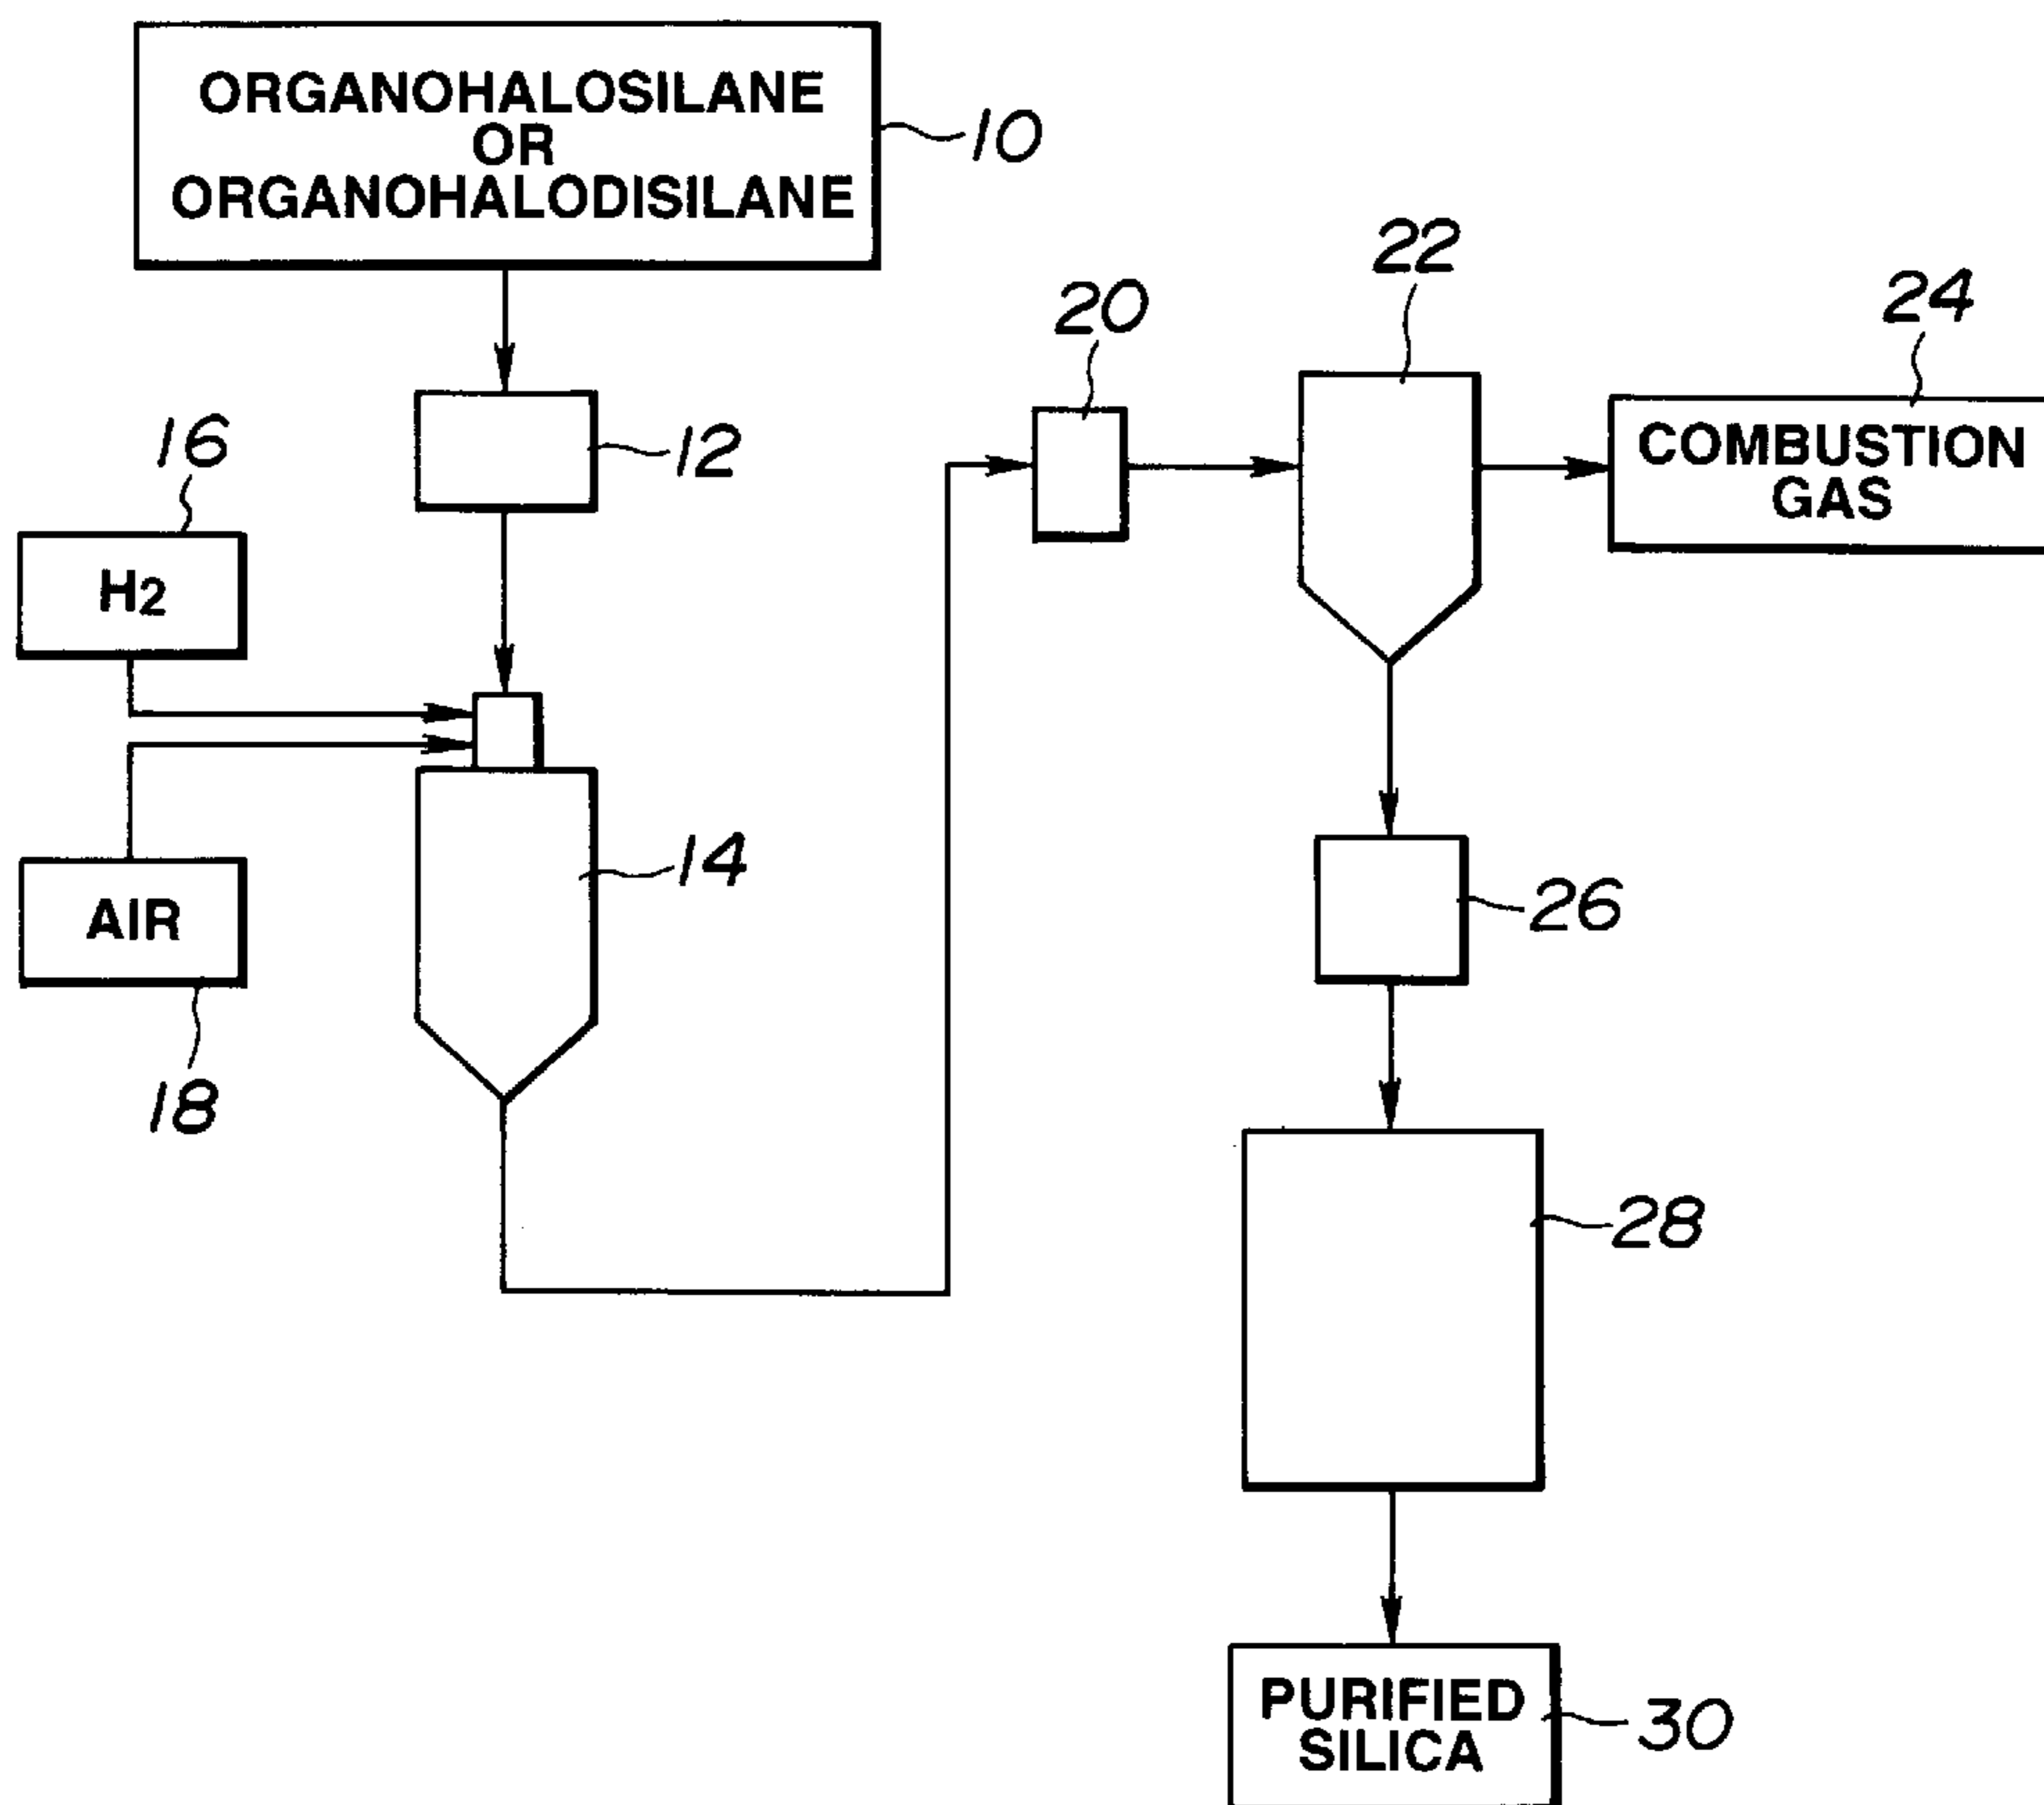 ORGANOHALOSILANE
OR
ORGANOHALODISILANE
10
12
16
H2
14
AIR
18
20
22
24
COMBUSTION
GAS
26
28
PURIFIED
SILICA
30